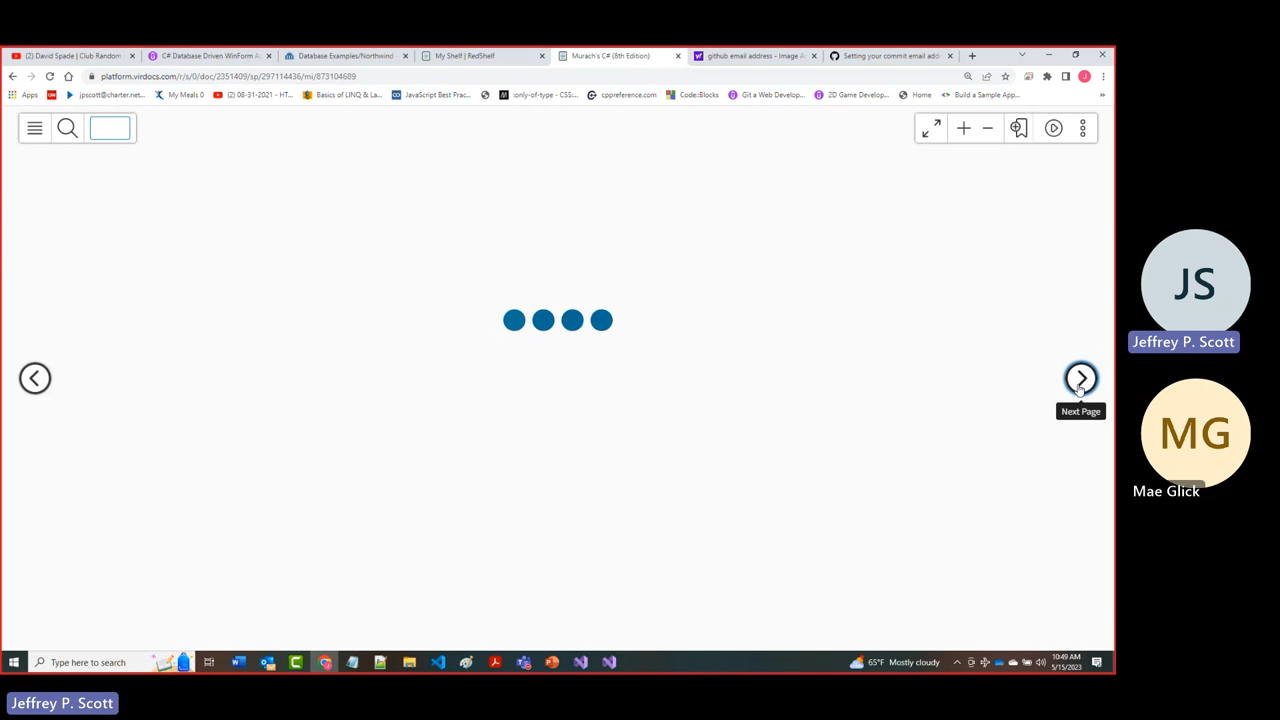 (2) David Spade | Club Random
C# Database Driven WinForm A
Database Examples/Northwind
My Shelf | RedShelf
Murach's C# (8th Edition)
github email address - Image A
Setting your commit email add
platform.virdocs.com/r/s/0/doc/2351409/sp/297114436/mi/873104689
J
Apps
jpscott@charter.net...
My Meals 0
(2) 08-31-2021 - HT...
Basics of LINQ & La...
JavaScript Best Prac...
:only-of-type - CSS:...
cppreference.com
Code::Blocks
Git a Web Develop...
2D Game Develop...
Home
Build a Sample App...
Next Page
JS
Jeffrey P. Scott
MG
Mae Glick
Type here to search
65°F Mostly cloudy
10:49 AM
5/15/2023
Jeffrey P. Scott